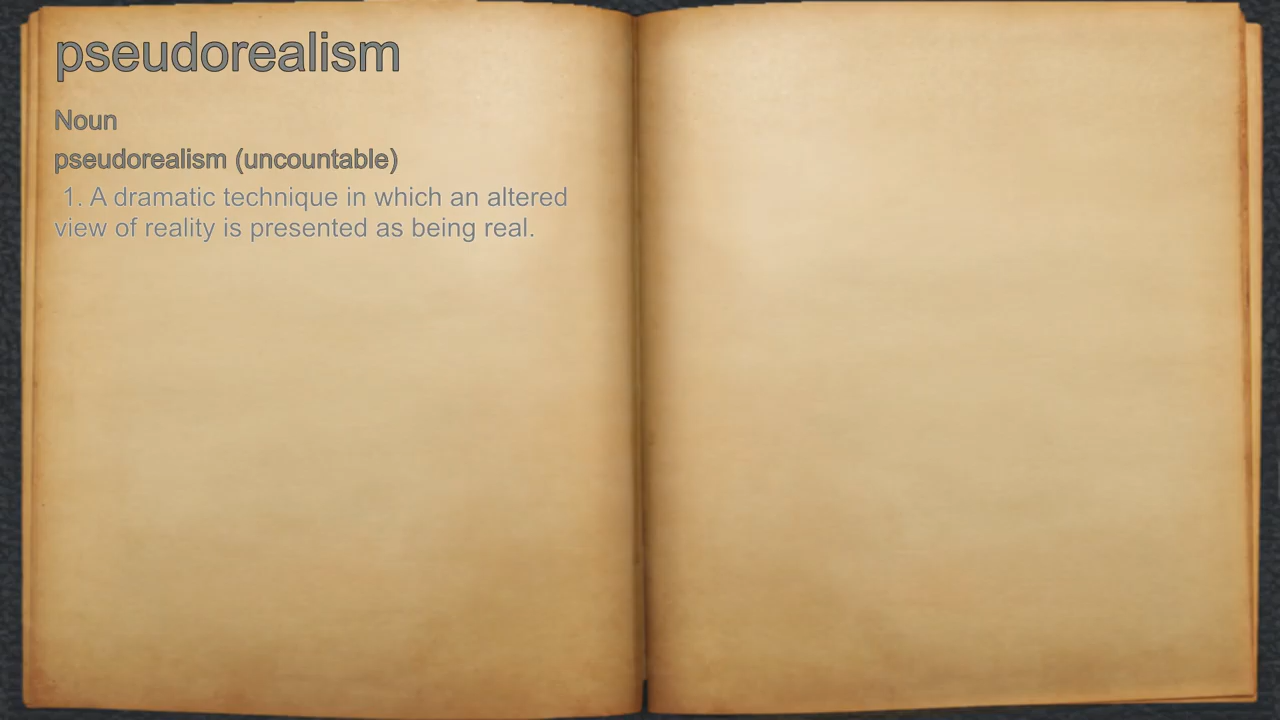 pseudorealism
Noun
pseudorealism (uncountable)
1. A dramatic technique in which an altered
view of reality is presented as being real.